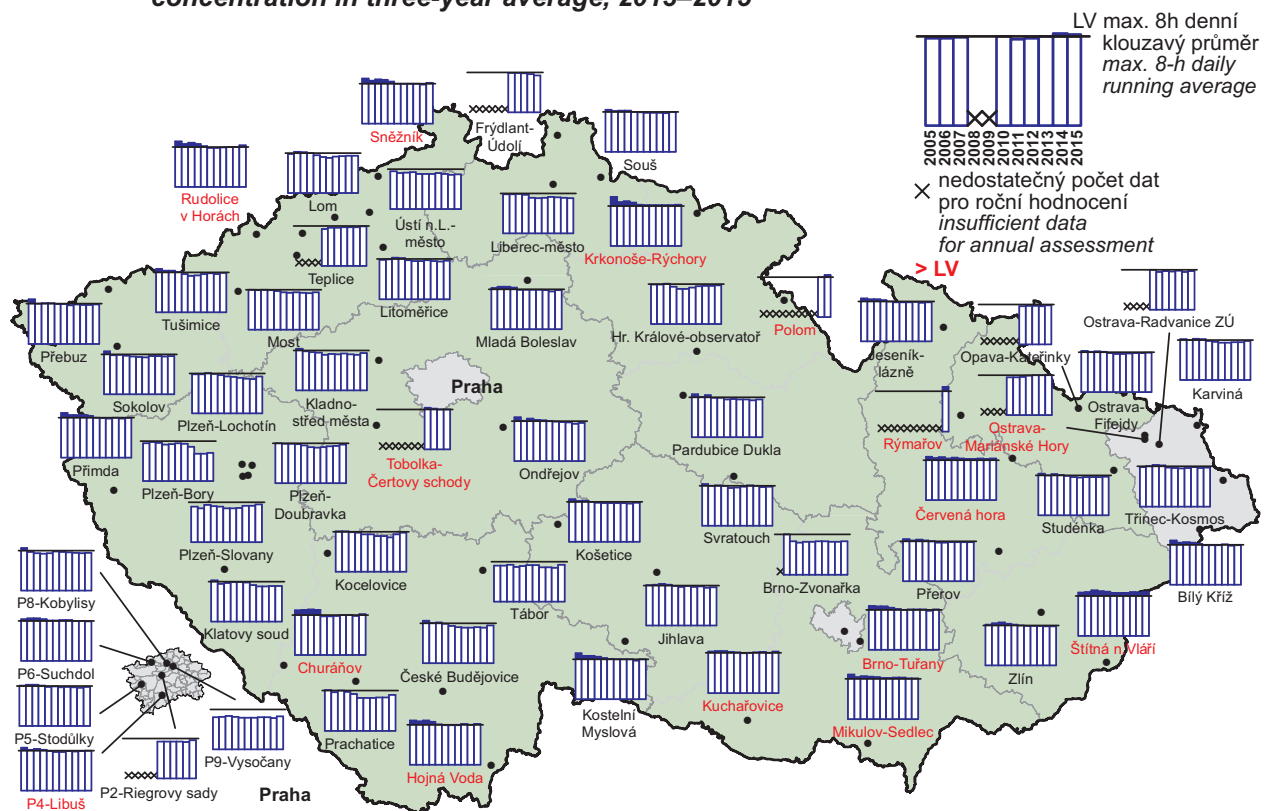 concentration in three-year average, 2013–2015
LV max. 8h denní
klouzavý průměr
max. 8-h daily
running average
2005
2006
2007
2008
2009
2010
2011
2012
2013
2014
2015
nedostatečný počet dat
pro roční hodnocení
insufficient data
for annual assessment
> LV
Sněžník
Frýdlant-
Údolí
Souš
Rudolice
v Horách
Lom
Ústí n.L.-
město
Liberec-město
Krkonoše-Rýchory
Teplice
Litoměřice
Tušimice
Most
Mladá Boleslav
Hr. Králové-observatoř
Polom
Jeseník-
lázně
Opava-Kateřinky
Ostrava-Radvanice ZÚ
Přebuz
Sokolov
Plzeň-Lochotín
Kladno-
střed města
Praha
Karviná
Ostrava-
Fifejdy
Přimda
Plzeň-Bory
Plzeň-
Doubravka
Tobolka-
Čertovy schody
Ondřejov
Pardubice Dukla
Rýmařov
Ostrava-
Mariánské Hory
Plzeň-Slovany
Kocelovice
Košetice
Svratouch
Červená hora
Studénka
Třinec-Kosmos
P8-Kobylisy
Klatovy soud
Tábor
Jihlava
Brno-Zvonařka
Přerov
Bílý Kříž
P6-Suchdol
Churáňov
České Budějovice
Kostelní
Myslová
Kuchařovice
Brno-Tuřany
Zlín
Štítná n.Vláří
P5-Stodůlky
P9-Vysočany
Prachatice
Hojná Voda
Mikulov-Sedlec
P4-Libuš
P2-Riegrovy sady
Praha